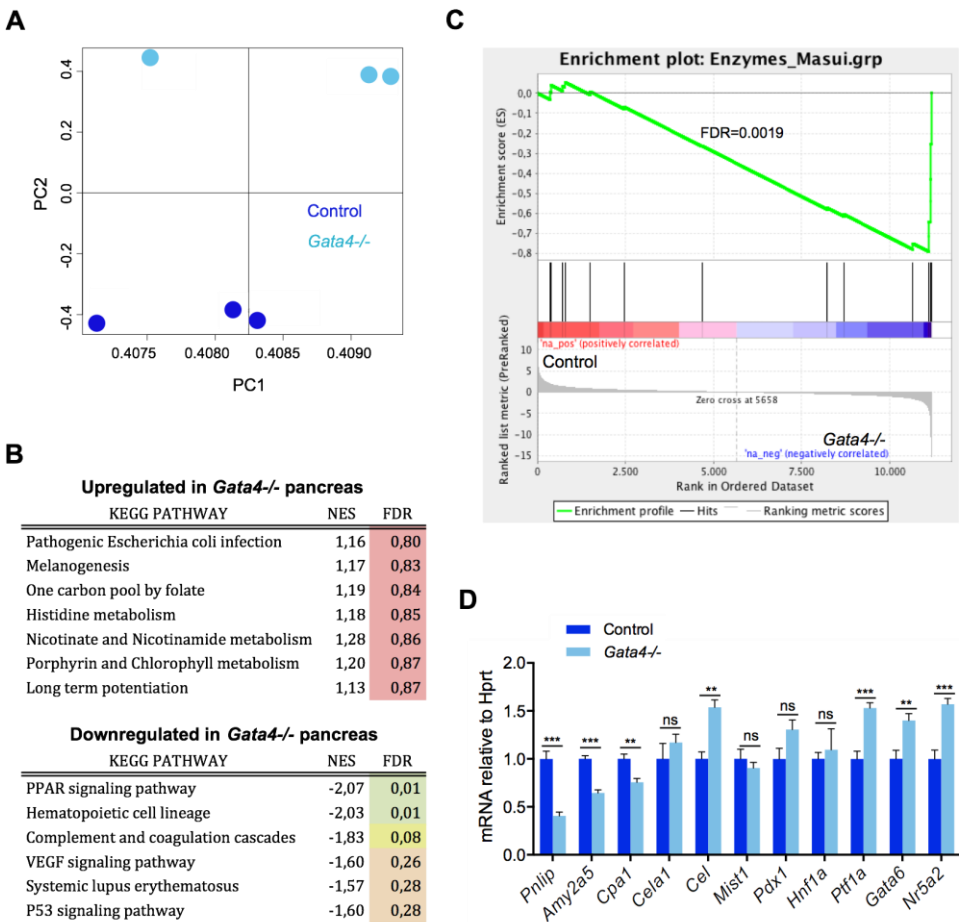 A
PC2
0.4
0.2
0.0
-0.2
-0.4
Control
Gata4-/-
0.4075 0.4080 0.4085 0.4090
PC1
B
Upregulated in Gata4-/- pancreas
KEGG PATHWAY NES FDR
Pathogenic Escherichia coli infection 1,16 0,80
Melanogenesis 1,17 0,83
One carbon pool by folate 1,19 0,84
Histidine metabolism 1,18 0,85
Nicotinate and Nicotinamide metabolism 1,28 0,86
Porphyrin and Chlorophyll metabolism 1,20 0,87
Long term potentiation 1,13 0,87
Downregulated in Gata4-/- pancreas
KEGG PATHWAY NES FDR
PPAR signaling pathway -2,07 0,01
Hematopoietic cell lineage -2,03 0,01
Complement and coagulation cascades -1,83 0,08
VEGF signaling pathway -1,60 0,26
Systemic lupus erythematosus -1,57 0,28
P53 signaling pathway -1,60 0,28
C
Enrichment plot: Enzymes_Masui.grp
Enrichment score (ES)
0,0
-0,1
-0,2
-0,3
-0,4
-0,5
-0,6
-0,7
-0,8
FDR=0.0019
'na_pos' (positively correlated)
Control
Ranked list metric (PreRanked)
10
5
0
-5
-10
-15
Zero cross at 5658
Gata4-/-
'na_neg' (negatively correlated)
0 2.500 5.000 7.500 10.000
Rank in Ordered Dataset
Enrichment profile Hits Ranking metric scores
D
Control
Gata4-/-
mRNA relative to Hprt
2.0
1.5
1.0
0.5
0.0
*** *** ** ns ** ns ns ns *** ** ***
Pnlip Amy2a5 Cpa1 Cela1 Cel Mist1 Pdx1 Hnf1a Ptf1a Gata6 Nr5a2